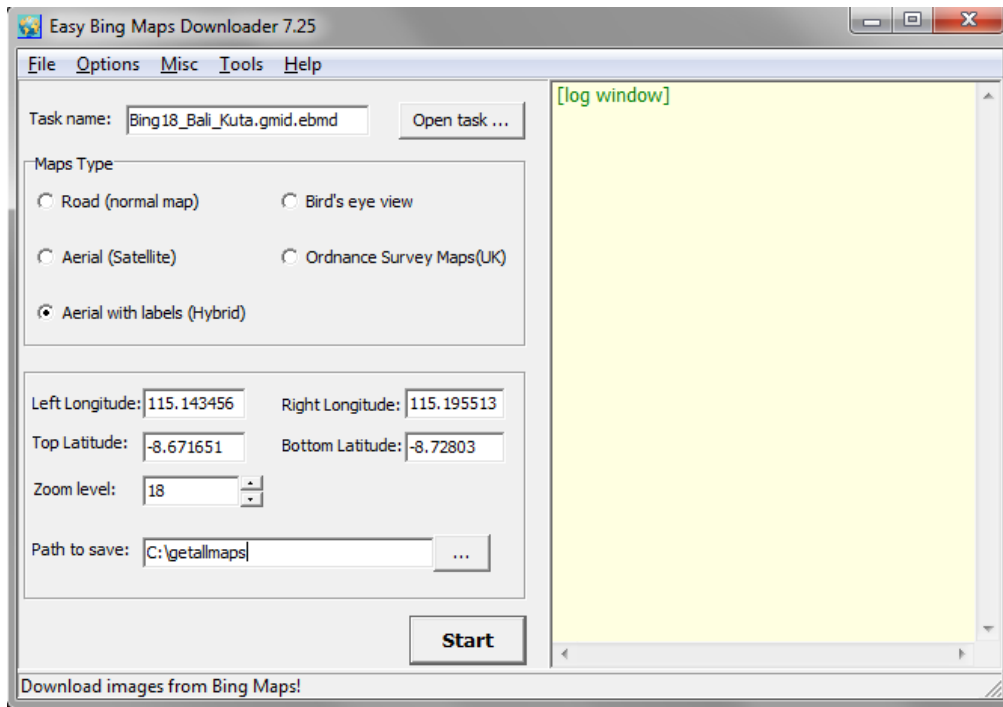 Easy Bing Maps Downloader 7.25
File Options Misc Tools Help
Task name: Bing18_Bali_Kuta.gmid.ebmd Open task ...
[log window]
Maps Type
Road (normal map) Bird's eye view
Aerial (Satellite) Ordnance Survey Maps(UK)
Aerial with labels (Hybrid)
Left Longitude: 115.143456 Right Longitude: 115.195513
Top Latitude: -8.671651 Bottom Latitude: -8.72803
Zoom level: 18
Path to save: C:\getallmaps ...
Start
Download images from Bing Maps!